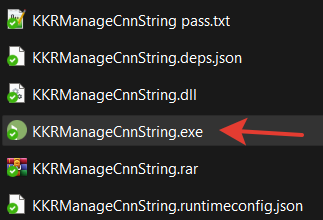 KKRManageCnnString pass.txt
KKRManageCnnString.deps.json
KKRManageCnnString.dll
KKRManageCnnString.exe
KKRManageCnnString.rar
KKRManageCnnString.runtimeconfig.json